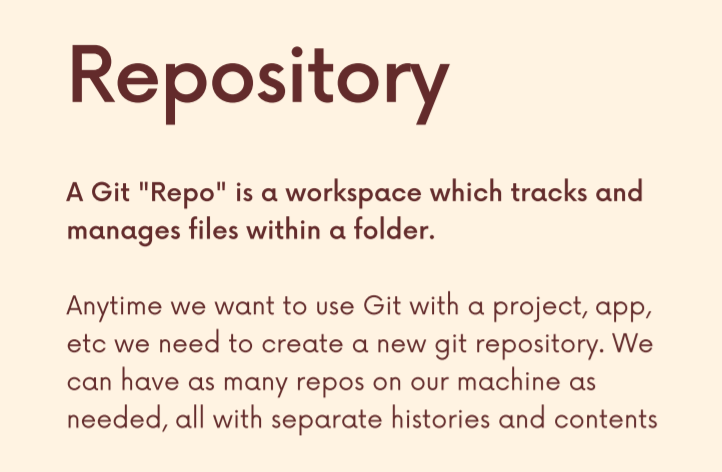 Repository
A Git "Repo" is a workspace which tracks and
manages files within a folder.
Anytime we want to use Git with a project, app,
etc we need to create a new git repository. We
can have as many repos on our machine as
needed, all with separate histories and contents